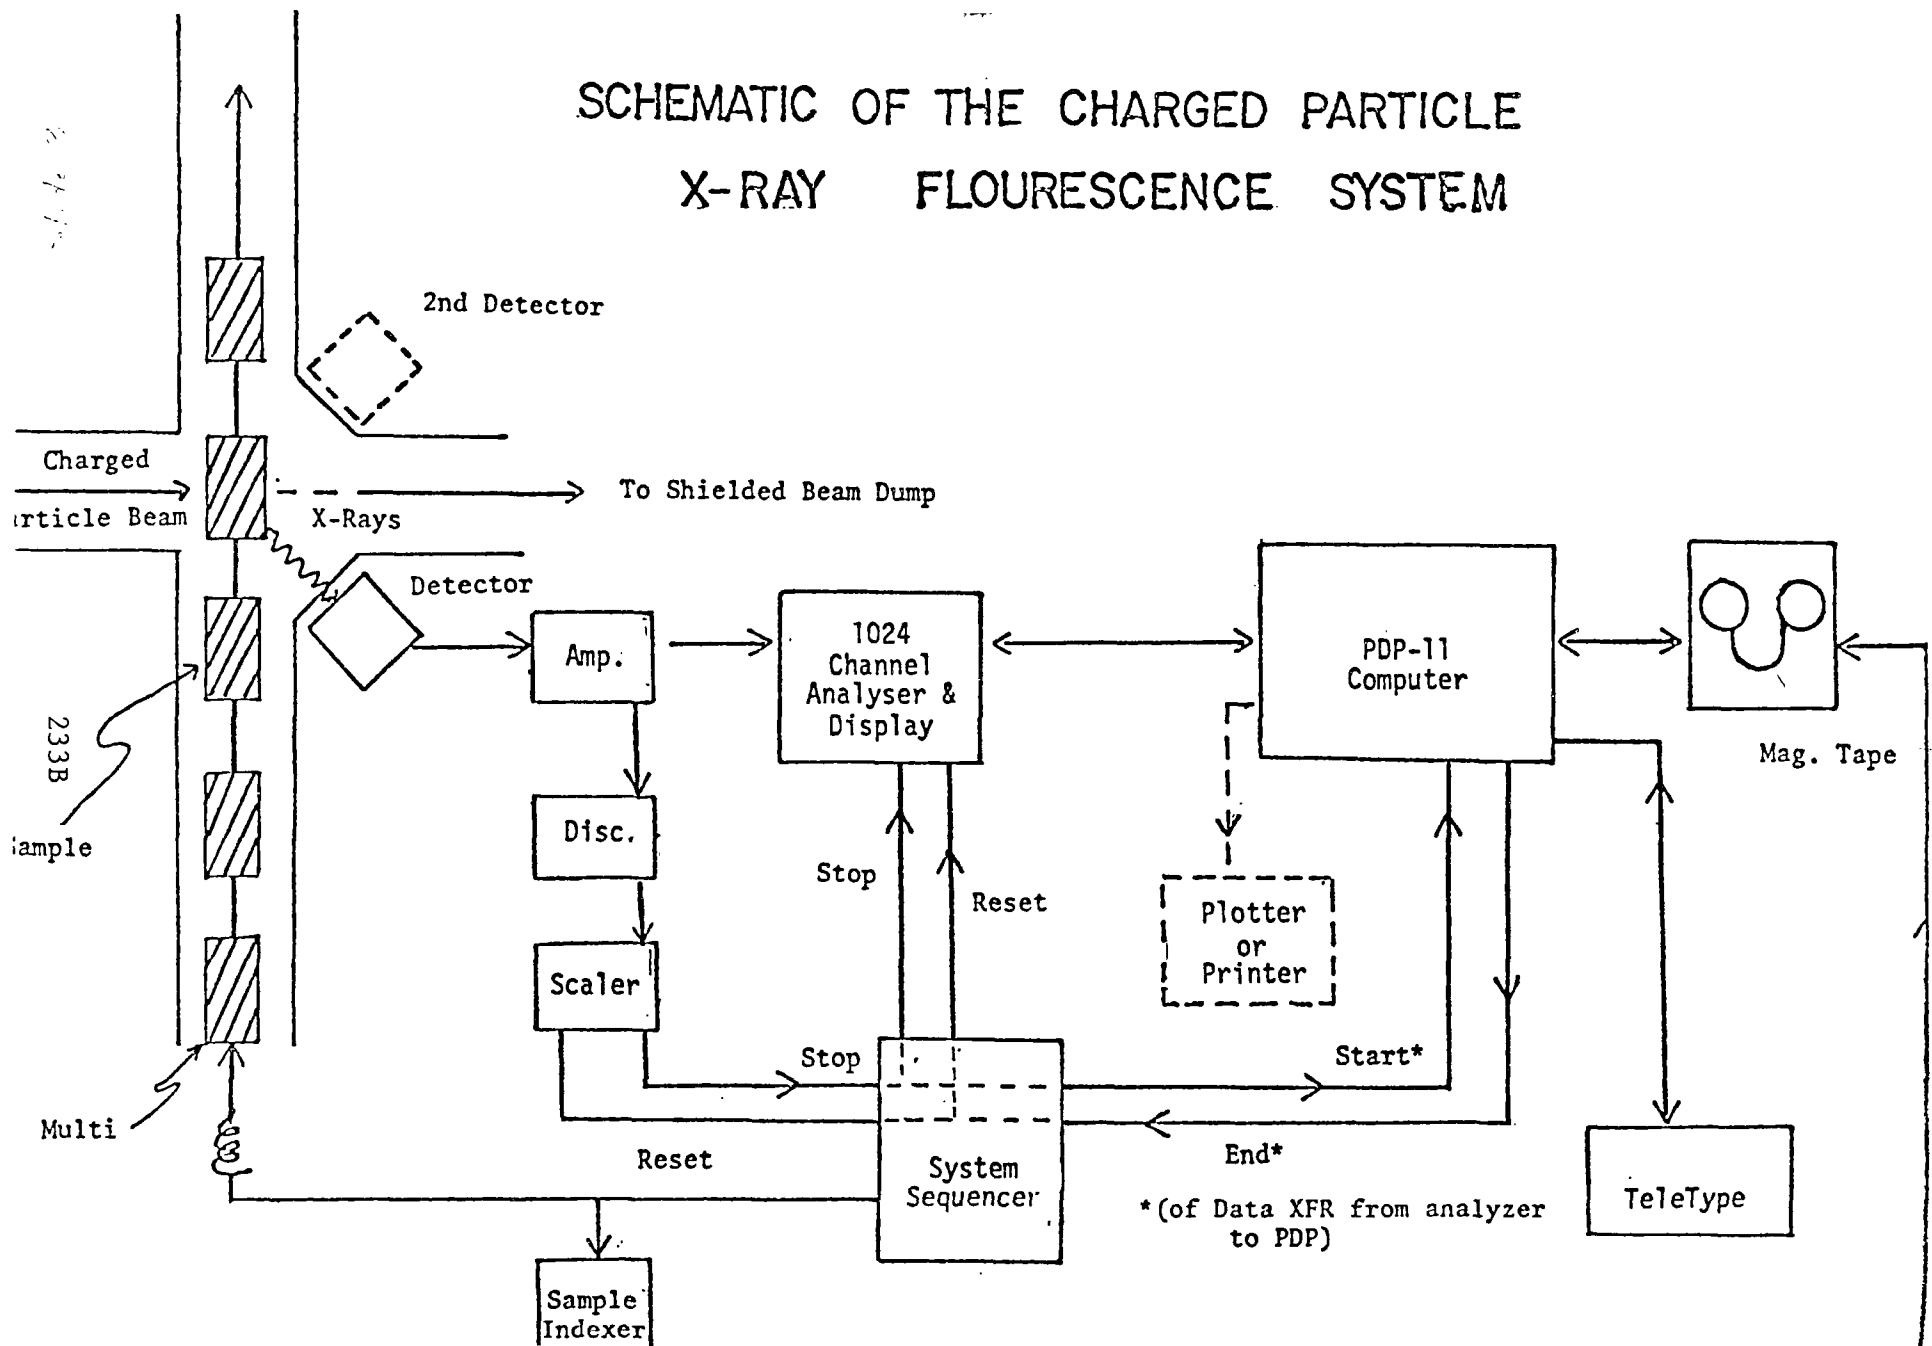 SCHEMATIC OF THE CHARGED PARTICLE
X-RAY FLOURESCENCE SYSTEM
2nd Detector
Charged
To Shielded Beam Dump
Beam
X-Rays
Detector
1024
Channel
Analyser &
Display
Amp.
PDP-11
Computer
Mag. Tape
233B
Disc.
Stop
Reset
Plotter
or
Printer
Scaler
Stop
Start*
Multi
Reset
End*
System
Sequencer
*(of Data XFR from analyzer
to PDP)
TeleType
Sample
Indexer